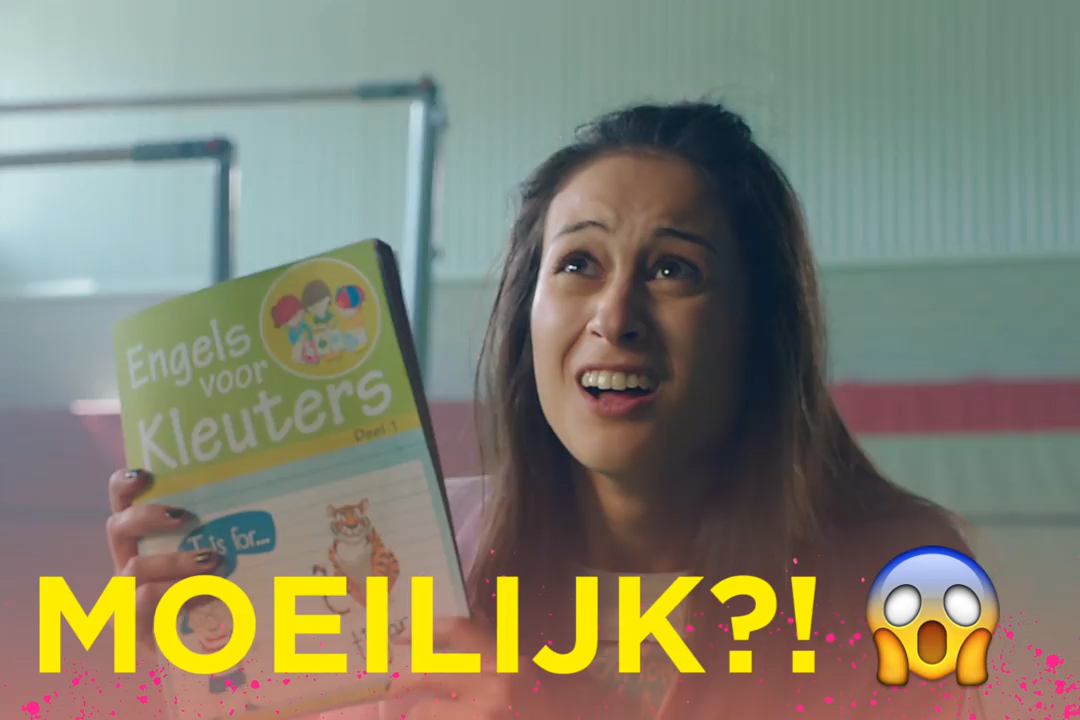 Engels
voor
Kleuters
Deel 1
T is for...
MOEILIJK?! 😱